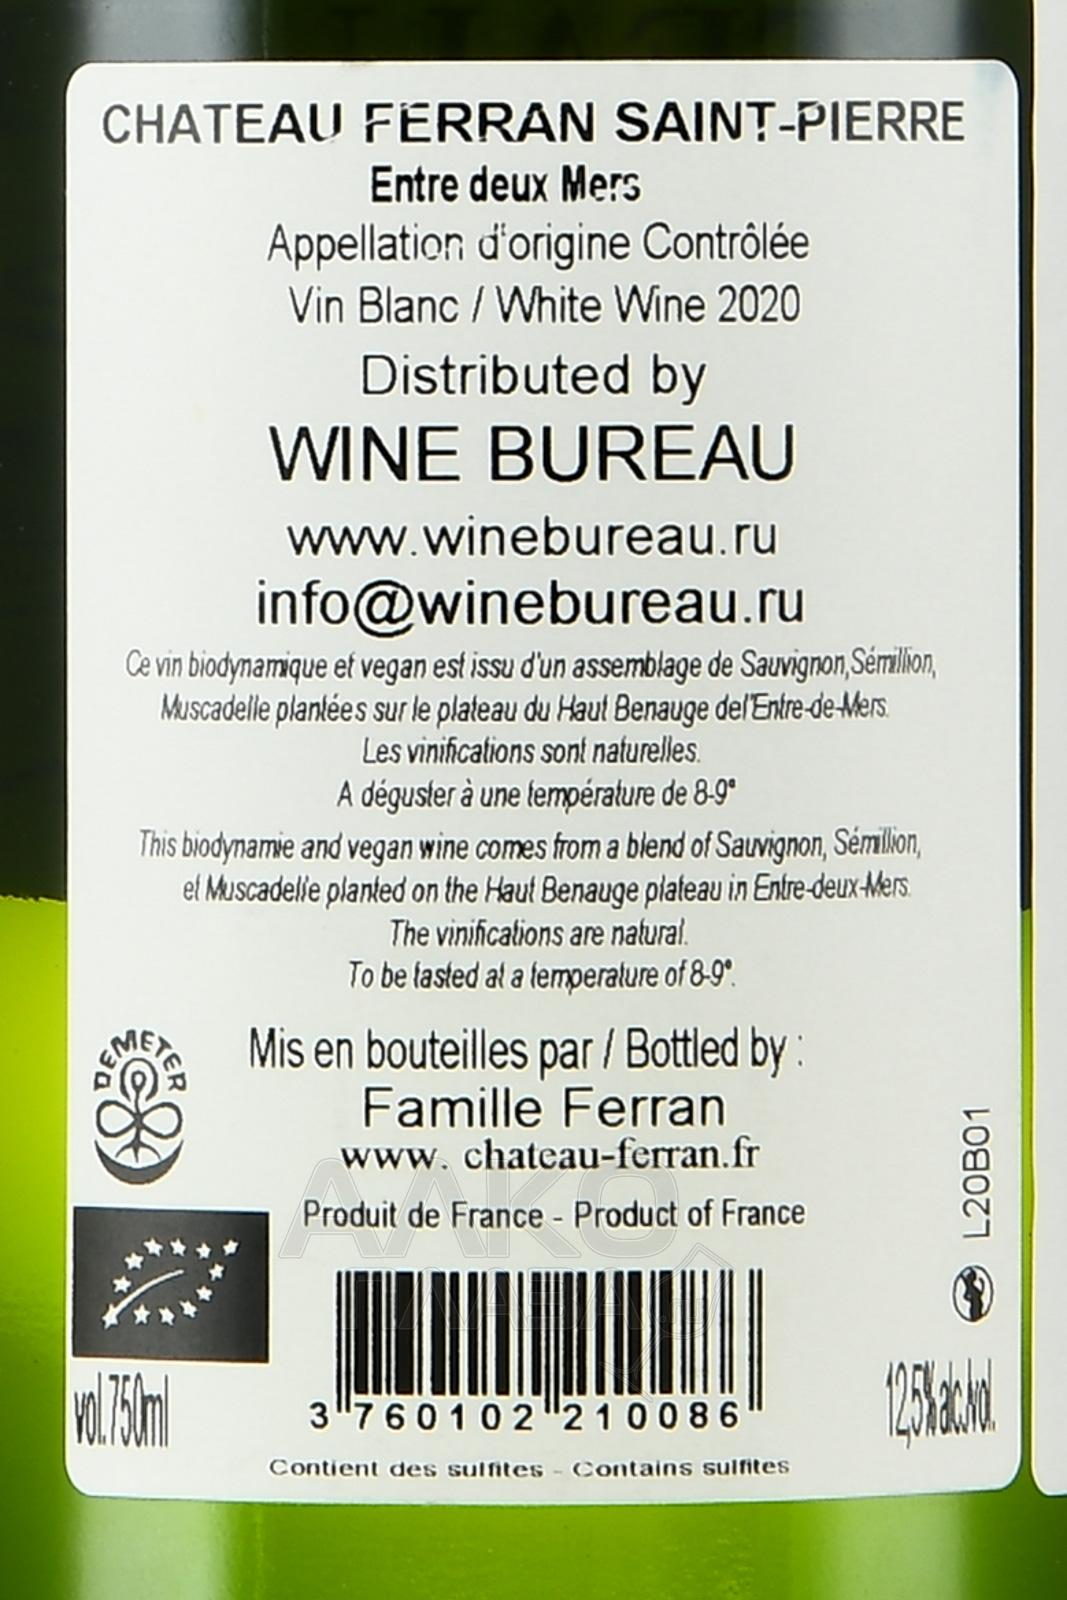 CHATEAU FERRAN SAINT-PIERRE
Entre deux Mers
Appellation d'origine Contrôlée
Vin Blanc / White Wine 2020
Distributed by
WINE BUREAU
www.winebureau.ru
info@winebureau.ru
Ce vin biodynamique et vegan est issu d'un assemblage de Sauvignon,Sémillion,
Muscadelle plantées sur le plateau du Haut Benauge del'Entre-de-Mers.
Les vinifications sont naturelles.
A déguster à une température de 8-9°
This biodynamie and vegan wine comes from a blend of Sauvignon, Sémillion,
et Muscadelle planted on the Haut Benauge plateau in Entre-deux-Mers.
The vinifications are natural.
To be tasted at a temperature of 8-9°.
DEMETER
Mis en bouteilles par / Bottled by :
Famille Ferran
www. chateau-ferran.fr
Produit de France - Product of France
L20B01
3 760102 210086
vol.750ml
12,5%alc./vol.
Contient des sulfites - Contains sulfites
ААКО
ПЛАВА.ru